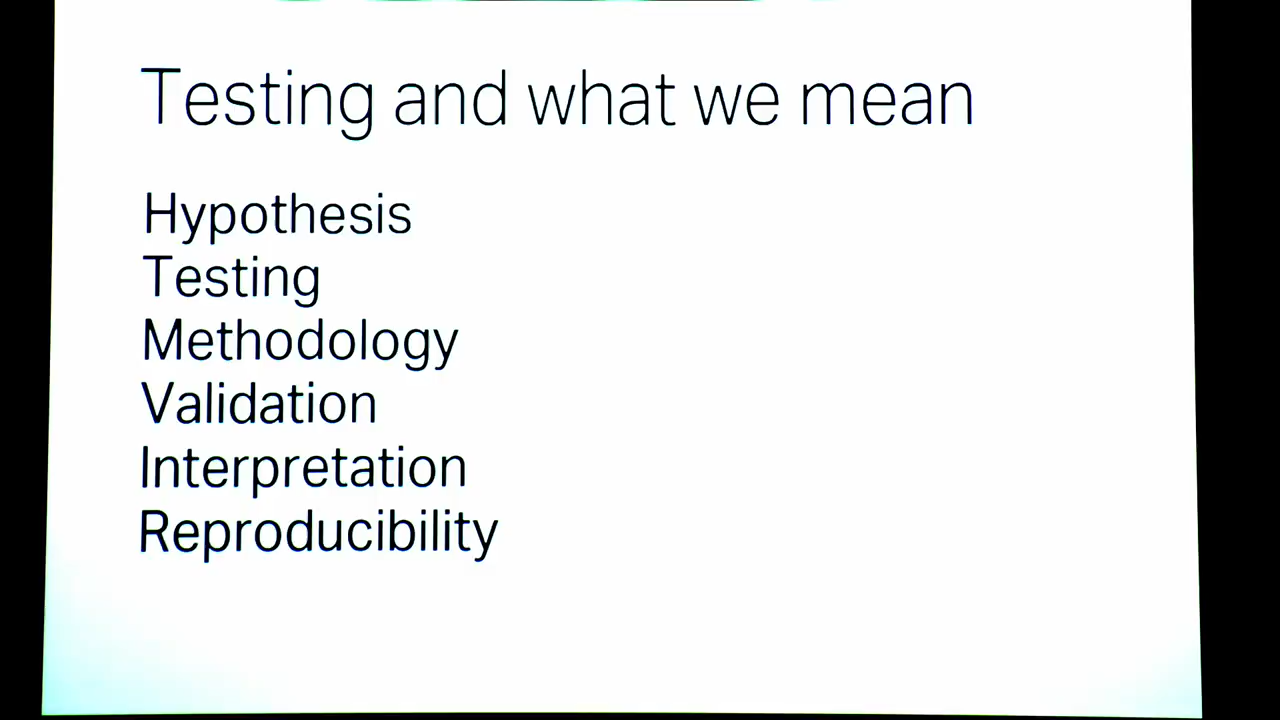 Testing and what we mean
Hypothesis
Testing
Methodology
Validation
Interpretation
Reproducibility